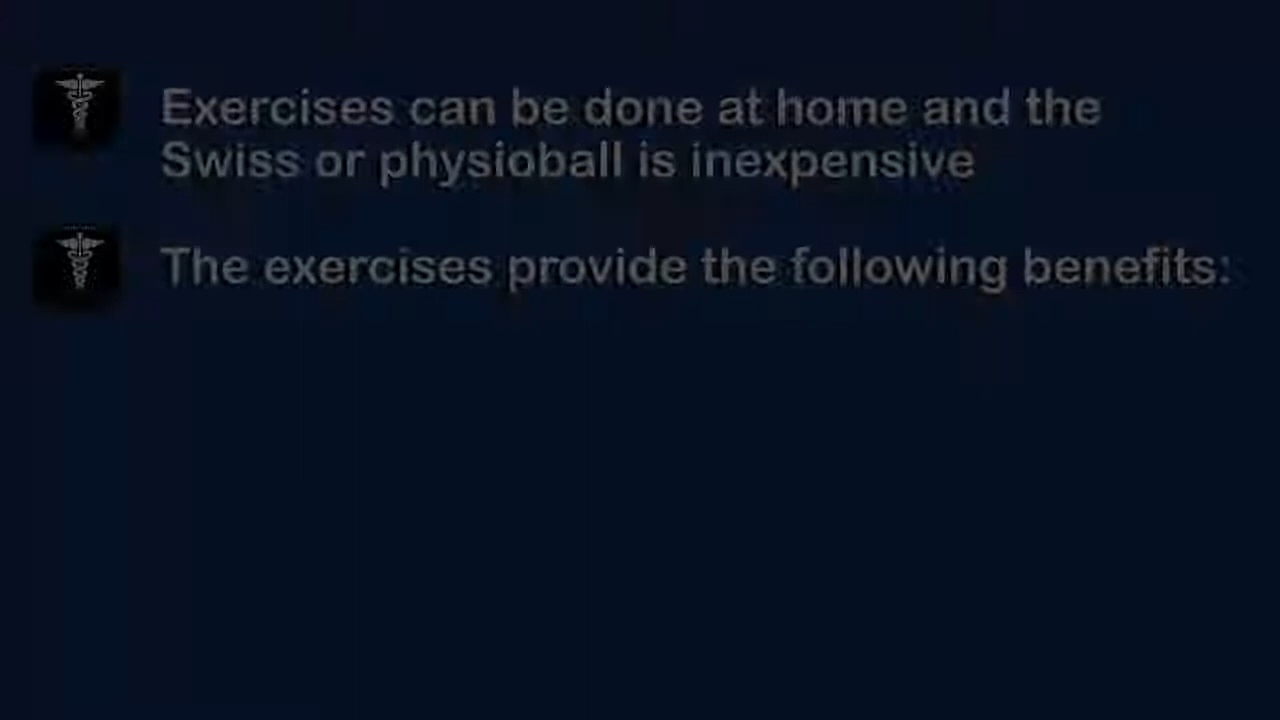 Exercises can be done at home and the
Swiss or physioball is inexpensive
The exercises provide the following benefits: